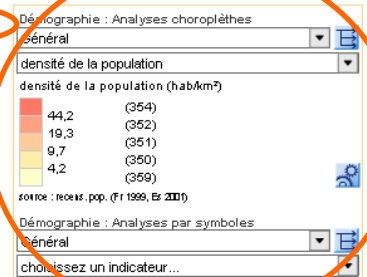 Démographie : Analyses choroplèthes
Général
densité de la population
densité de la population (hab/km²)
(354)
44,2
(352)
19,3
(351)
9,7
(350)
4,2
(359)
source : recens. pop. (Fr 1999, Es 2001)
Démographie : Analyses par symboles
Général
choisissez un indicateur...